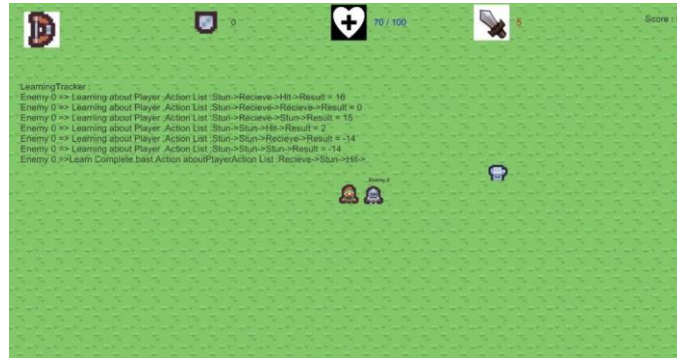 0
70 / 100
5
Score :
LearningTracker :
Enemy 0 => Learning about Player ,Action List :Stun->Recieve->Hit->Result = 16
Enemy 0 => Learning about Player ,Action List :Stun->Recieve->Recieve->Result = 0
Enemy 0 => Learning about Player ,Action List :Stun->Recieve->Stun->Result = 15
Enemy 0 => Learning about Player ,Action List :Stun->Stun->Hit->Result = 2
Enemy 0 => Learning about Player ,Action List :Stun->Stun->Recieve->Result = -14
Enemy 0 => Learning about Player ,Action List :Stun->Stun->Stun->Result = -14
Enemy 0 =>Learn Complete bast Action aboutPlayerAction List :Recieve->Stun->Hit->
Enemy 0